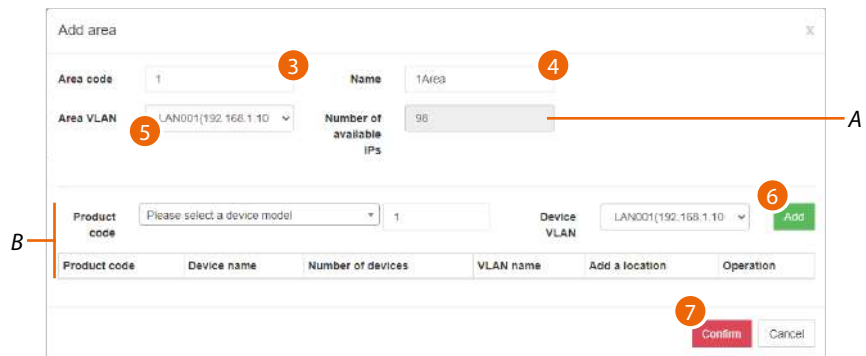 Add area x
Area code 1 3 Name 1Area 4
Area VLAN 5 LAN001(192.168.1.10 Number of available IPs 98 A
B
Product code Please select a device model 1 Device VLAN LAN001(192.168.1.10 6 Add
Product code Device name Number of devices VLAN name Add a location Operation
7 Confirm Cancel